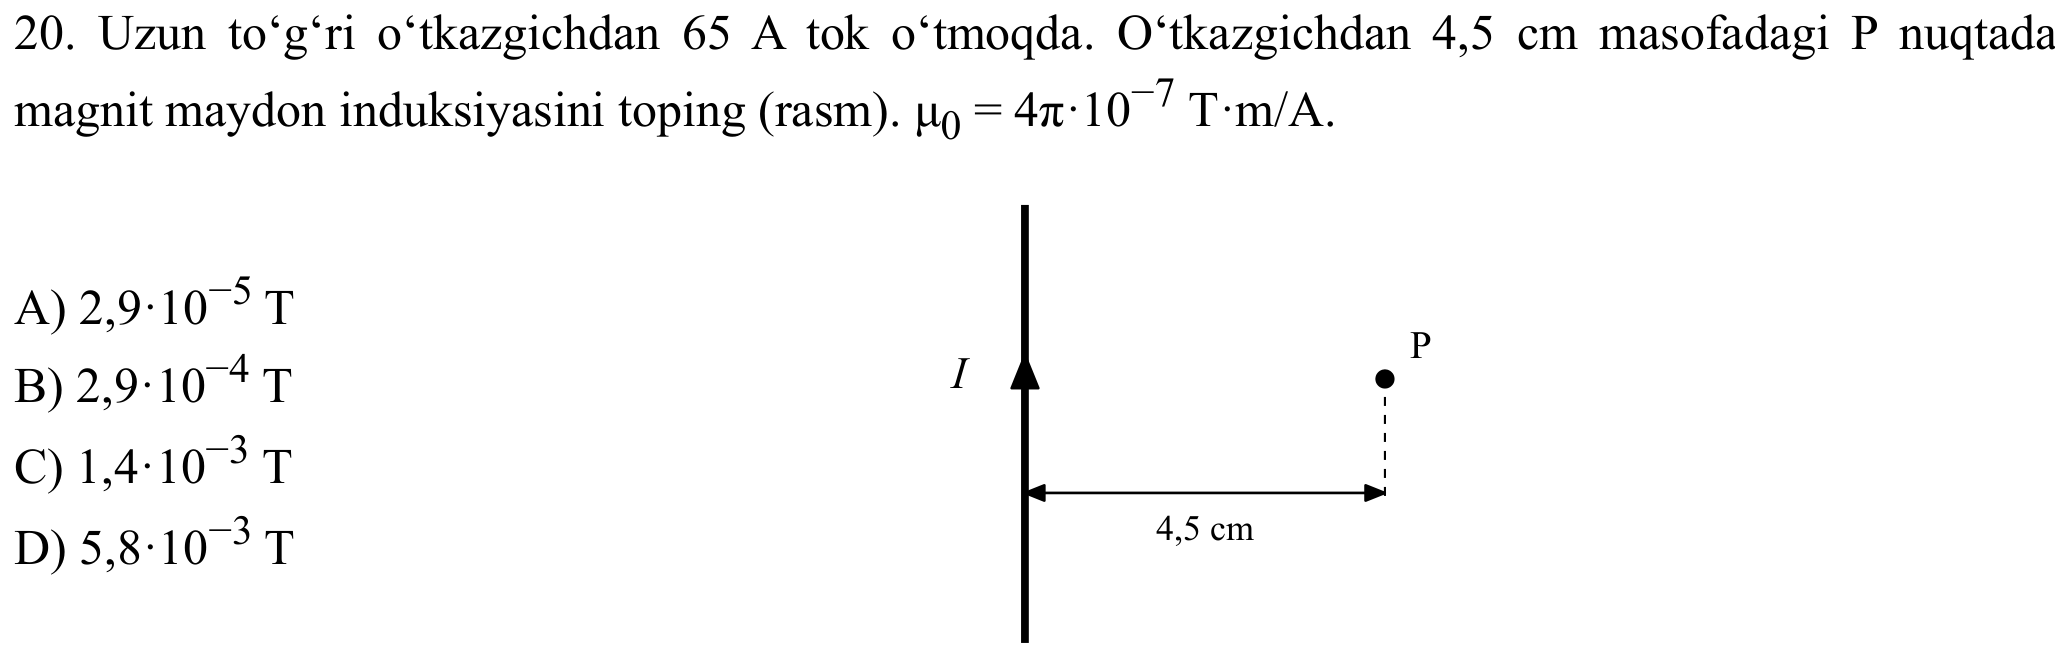 20. Uzun to‘g‘ri o‘tkazgichdan 65 A tok o‘tmoqda. O‘tkazgichdan 4,5 cm masofadagi P nuqtada
magnit maydon induksiyasini toping (rasm). μ₀ = 4π·10⁻⁷ T·m/A.
A) 2,9·10⁻⁵ T
B) 2,9·10⁻⁴ T
C) 1,4·10⁻³ T
D) 5,8·10⁻³ T
P
I
4,5 cm